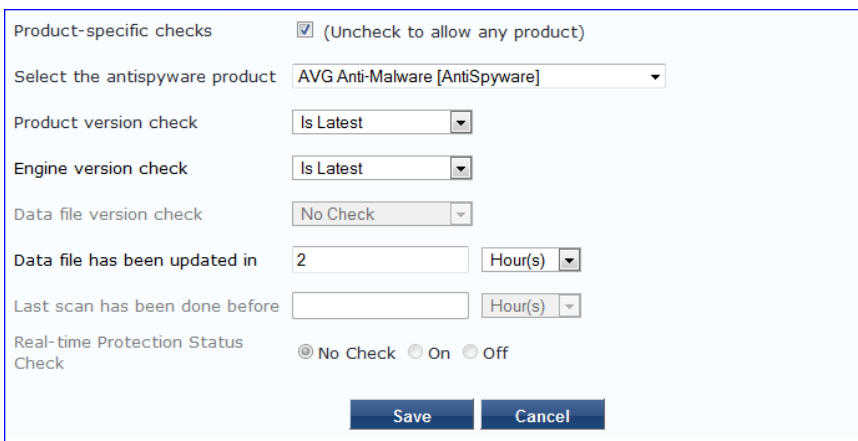 Product-specific checks (Uncheck to allow any product)
Select the antispyware product AVG Anti-Malware [AntiSpyware]
Product version check Is Latest
Engine version check Is Latest
Data file version check No Check
Data file has been updated in 2 Hour(s)
Last scan has been done before Hour(s)
Real-time Protection Status
Check No Check On Off
Save Cancel